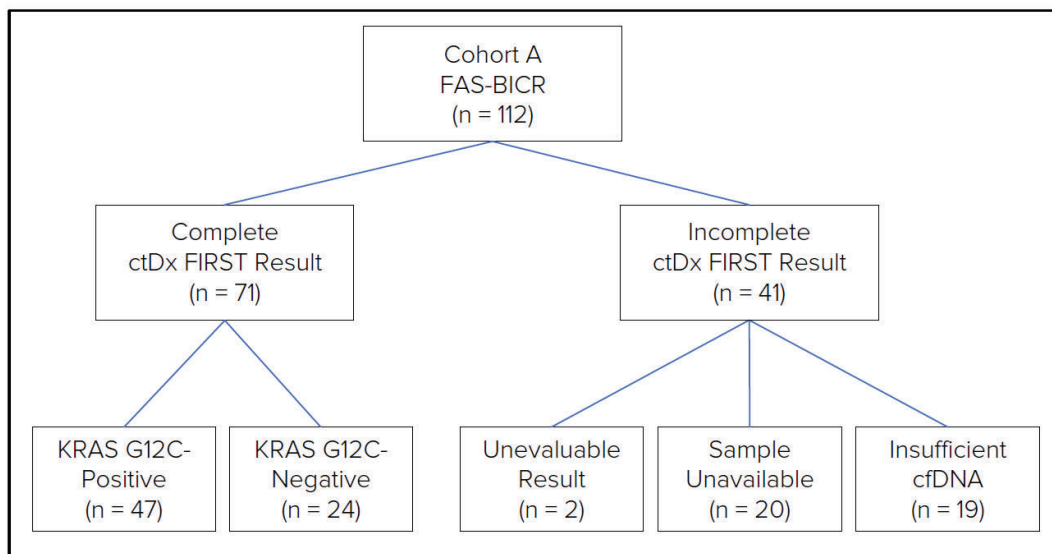 Cohort A
FAS-BICR
(n = 112)
Complete
ctDx FIRST Result
(n = 71)
Incomplete
ctDx FIRST Result
(n = 41)
KRAS G12C-
Positive
(n = 47)
KRAS G12C-
Negative
(n = 24)
Unevaluable
Result
(n = 2)
Sample
Unavailable
(n = 20)
Insufficient
cfDNA
(n = 19)